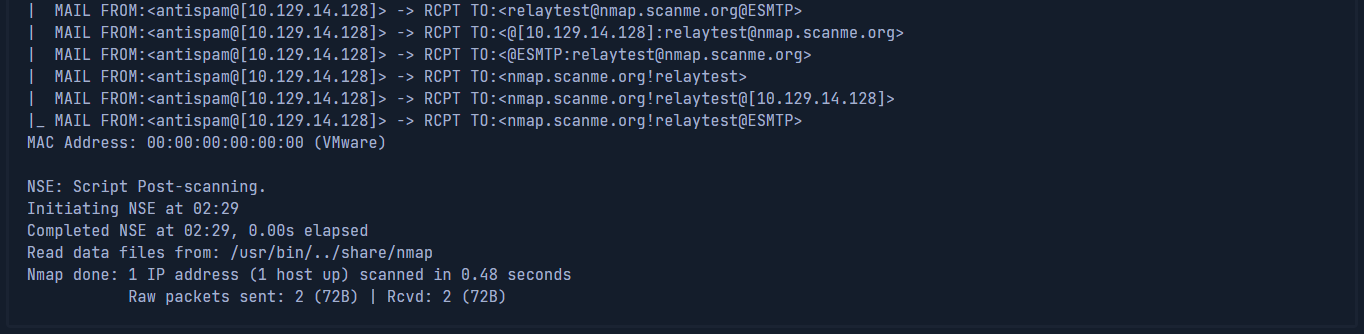 |  MAIL FROM:<antispam@[10.129.14.128]> -> RCPT TO:<relaytest@nmap.scanme.org@ESMTP>
|  MAIL FROM:<antispam@[10.129.14.128]> -> RCPT TO:<@[10.129.14.128]:relaytest@nmap.scanme.org>
|  MAIL FROM:<antispam@[10.129.14.128]> -> RCPT TO:<@ESMTP:relaytest@nmap.scanme.org>
|  MAIL FROM:<antispam@[10.129.14.128]> -> RCPT TO:<nmap.scanme.org!relaytest>
|  MAIL FROM:<antispam@[10.129.14.128]> -> RCPT TO:<nmap.scanme.org!relaytest@[10.129.14.128]>
|_ MAIL FROM:<antispam@[10.129.14.128]> -> RCPT TO:<nmap.scanme.org!relaytest@ESMTP>
MAC Address: 00:00:00:00:00:00 (VMware)

NSE: Script Post-scanning.
Initiating NSE at 02:29
Completed NSE at 02:29, 0.00s elapsed
Read data files from: /usr/bin/../share/nmap
Nmap done: 1 IP address (1 host up) scanned in 0.48 seconds
           Raw packets sent: 2 (72B) | Rcvd: 2 (72B)